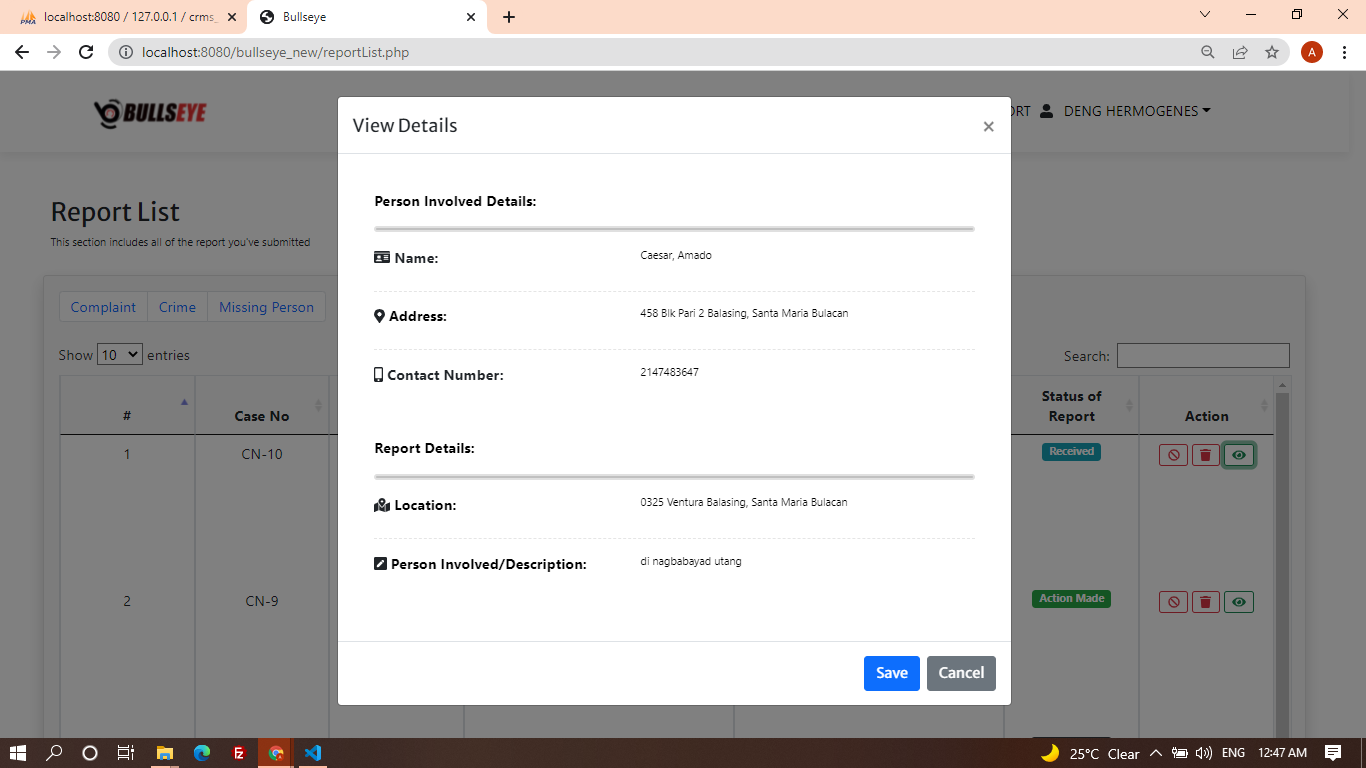 localhost:8080 / 127.0.0.1 / crms_
Bullseye
localhost:8080/bullseye_new/reportList.php
A
BULLSEYE
DENG HERMOGENES
View Details
×
Report List
This section includes all of the report you've submitted
Person Involved Details:
Name:
Caesar, Amado
Address:
458 Blk Pari 2 Balasing, Santa Maria Bulacan
Contact Number:
2147483647
Report Details:
Location:
0325 Ventura Balasing, Santa Maria Bulacan
Person Involved/Description:
di nagbabayad utang
Save
Cancel
Complaint
Crime
Missing Person
Show 10 entries
Search:
#
Case No
Status of
Report
Action
1
CN-10
Received
2
CN-9
Action Made
25°C Clear
ENG
12:47 AM